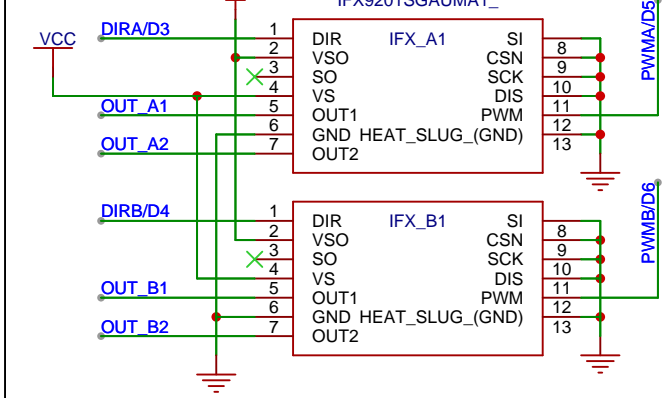 IFX9201SGAUMA1_
DIRA/D3
VCC
OUT_A1
OUT_A2
1
2
3
4
5
6
7
DIR
VSO
SO
VS
OUT1
GND
OUT2
IFX_A1
HEAT_SLUG_(GND)
SI
CSN
SCK
DIS
PWM
8
9
10
11
12
13
PWMA/D5
DIRB/D4
OUT_B1
OUT_B2
1
2
3
4
5
6
7
DIR
VSO
SO
VS
OUT1
GND
OUT2
IFX_B1
HEAT_SLUG_(GND)
SI
CSN
SCK
DIS
PWM
8
9
10
11
12
13
PWMB/D6